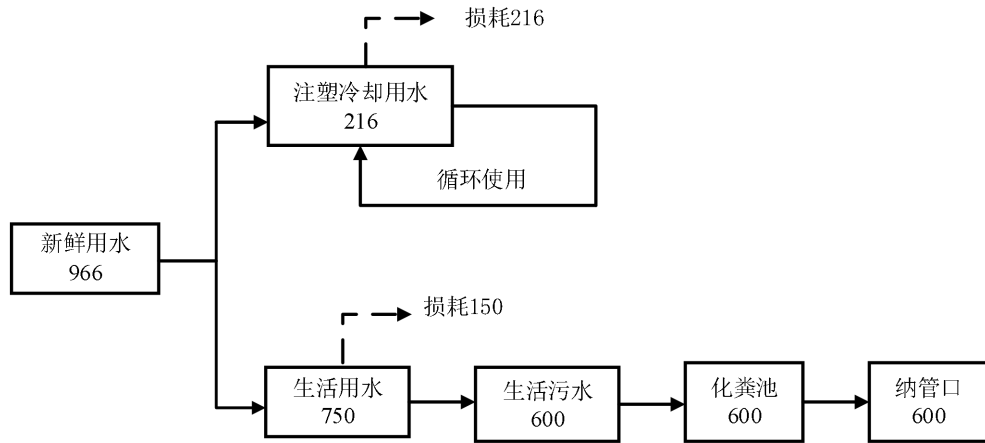 损耗216
注塑冷却用水
216
循环使用
新鲜用水
966
损耗150
生活用水
750
生活污水
600
化粪池
600
纳管口
600